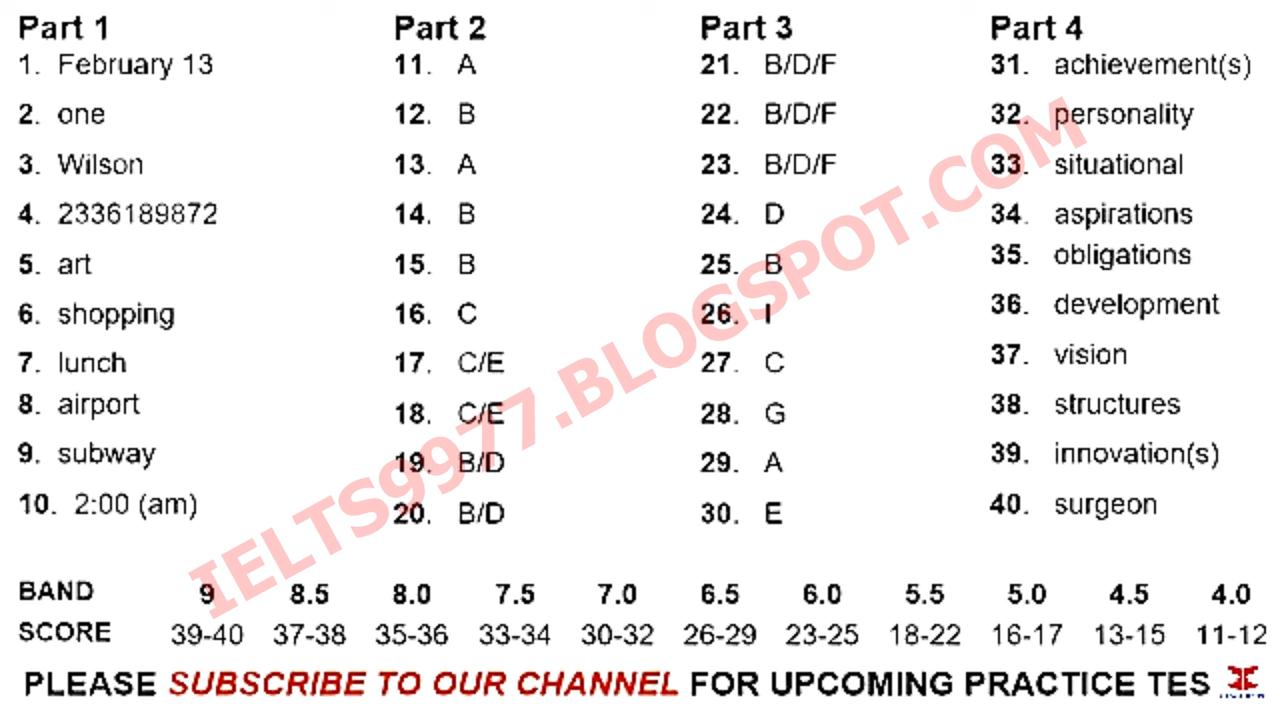 Part 1
1. February 13
2. one
3. Wilson
4. 2336189872
5. art
6. shopping
7. lunch
8. airport
9. subway
10. 2:00 (am)
Part 2
11. A
12. B
13. A
14. B
15. B
16. C
17. C/E
18. C/E
19. B/D
20. B/D
Part 3
21. B/D/F
22. B/D/F
23. B/D/F
24. D
25. B
26. I
27. C
28. G
29. A
30. E
Part 4
31. achievement(s)
32. personality
33. situational
34. aspirations
35. obligations
36. development
37. vision
38. structures
39. innovation(s)
40. surgeon
IELTS9977.BLOGSPOT.COM
BAND 9 8.5 8.0 7.5 7.0 6.5 6.0 5.5 5.0 4.5 4.0
SCORE 39-40 37-38 35-36 33-34 30-32 26-29 23-25 18-22 16-17 13-15 11-12
PLEASE SUBSCRIBE TO OUR CHANNEL FOR UPCOMING PRACTICE TES